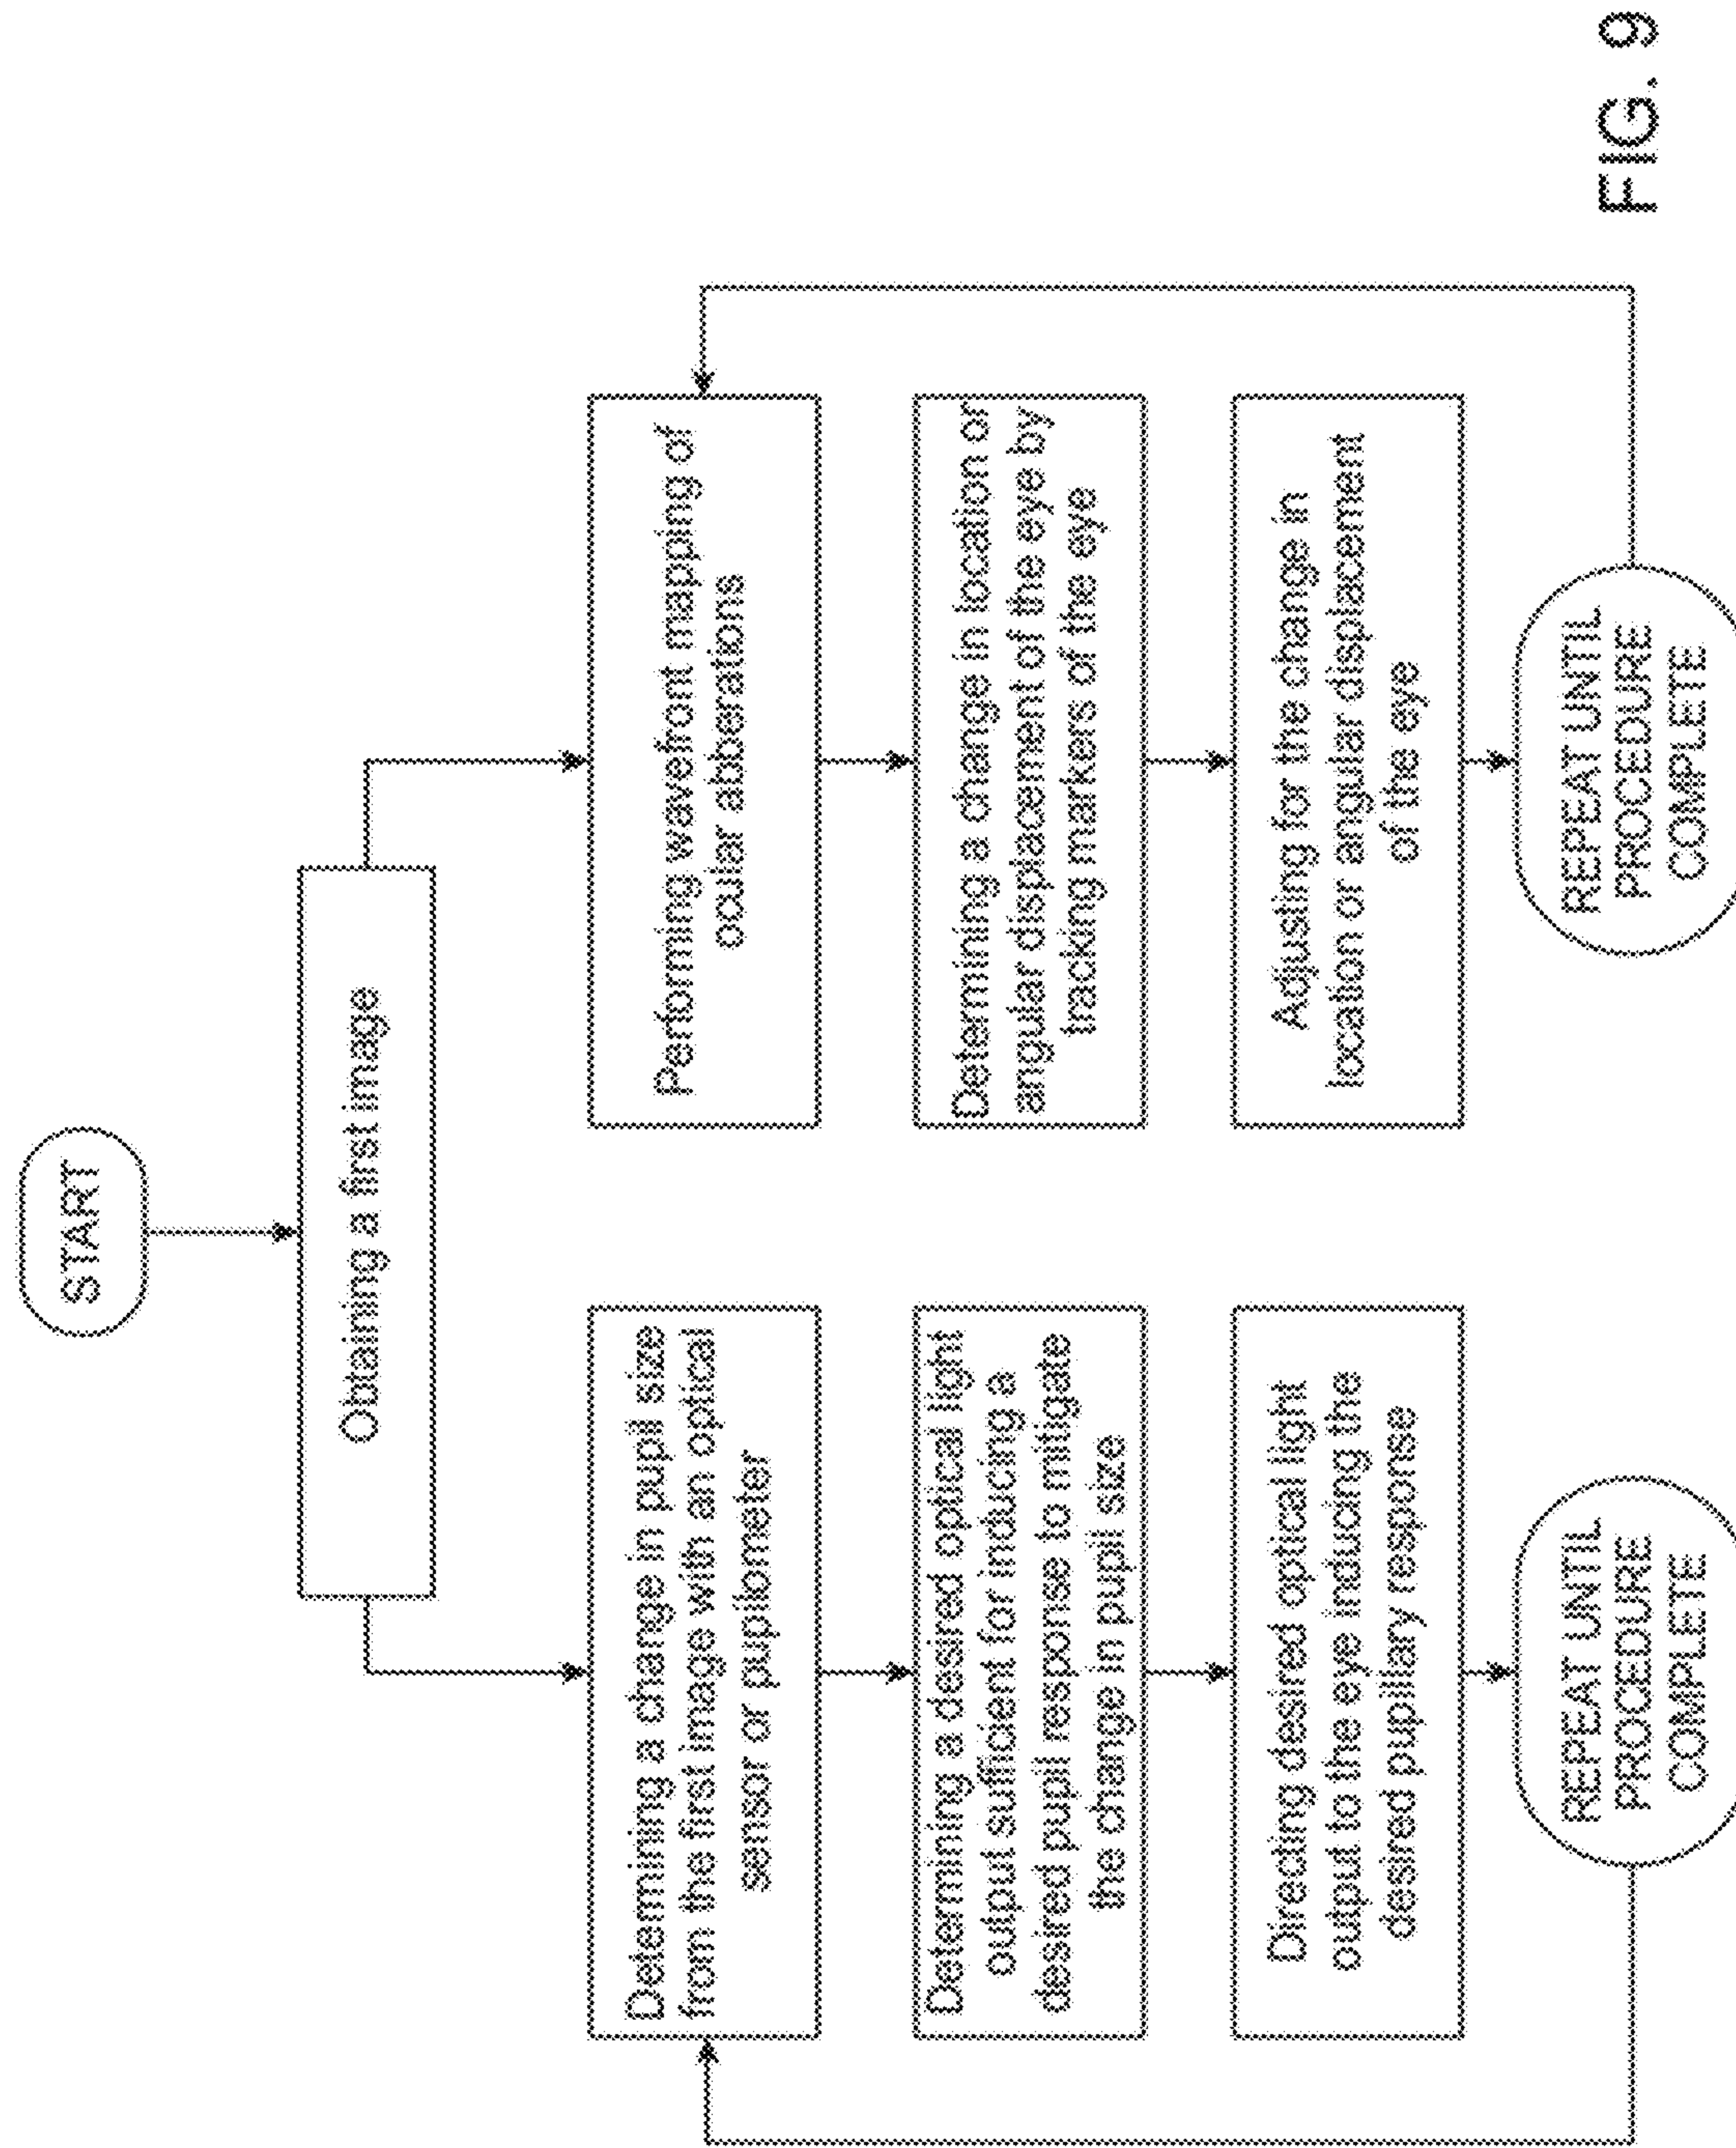 START
Obtaining a first image
Determining a change in pupil size
from the first image with an optical
sensor or pupilometer
Determining a desired optical light
output sufficient for inducing a
desired pupil response to mitigate
the change in pupil size
Directing desired optical light
output to the eye inducing the
desired pupillary response
REPEAT UNTIL
PROCEDURE
COMPLETE
Performing wavefront mapping of
ocular abberations
Determining a change in location or
angular displacement of the eye by
tracking markers of the eye
Adjusting for the change in
location or angular displacement
of the eye
REPEAT UNTIL
PROCEDURE
COMPLETE
FIG. 9